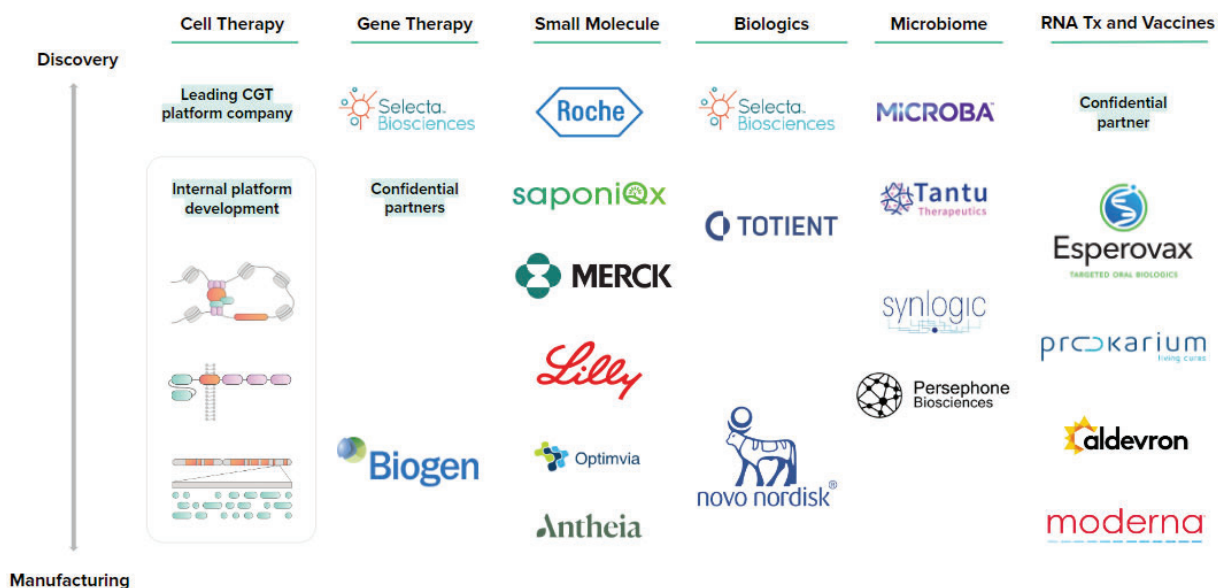 Cell Therapy
Gene Therapy
Small Molecule
Biologics
Microbiome
RNA Tx and Vaccines
Discovery
Leading CGT
platform company
Selecta
Biosciences
Roche
Selecta
Biosciences
MiCROBA
Confidential
partner
Internal platform
development
Confidential
partners
saponiQx
TOTIENT
Tantu
Therapeutics
Esperovax
TARGETED ORAL BIOLOGICS
MERCK
synlogic
prokarium
living cures
Lilly
Persephone
Biosciences
Biogen
Optimvia
novo nordisk®
aldevron
Antheia
moderna
Manufacturing